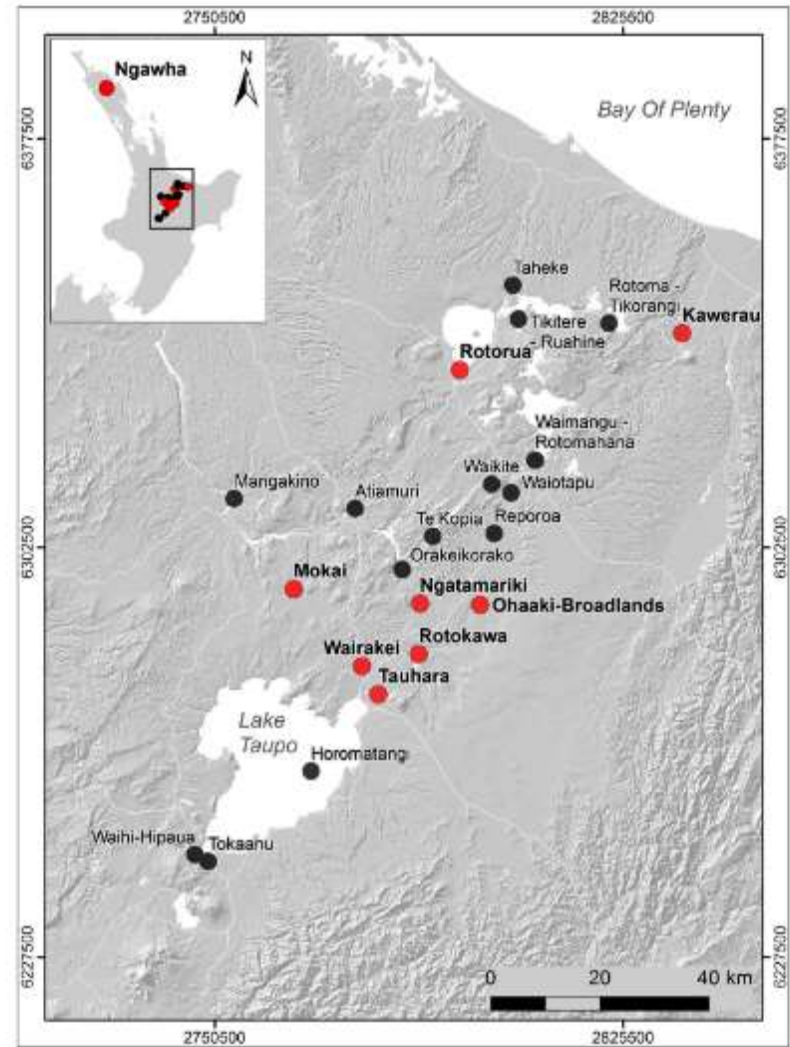 2750500
2825500
Ngawha
N
Bay Of Plenty
6377500
6377500
Taheke
Rotoma -
Tikorangi
Kawerau
Tikitere
- Ruahine
Rotorua
Waimangu -
Rotomahana
Waikite
Waiotapu
Mangakino
Atiamuri
Te Kopia
Reporoa
6302500
6302500
Orakeikorako
Mokai
Ngatamariki
Ohaaki-Broadlands
Rotokawa
Wairakei
Tauhara
Lake
Taupo
Horomatangi
Waihi-Hipaua
Tokaanu
6227500
6227500
0
20
40 km
2750500
2825500